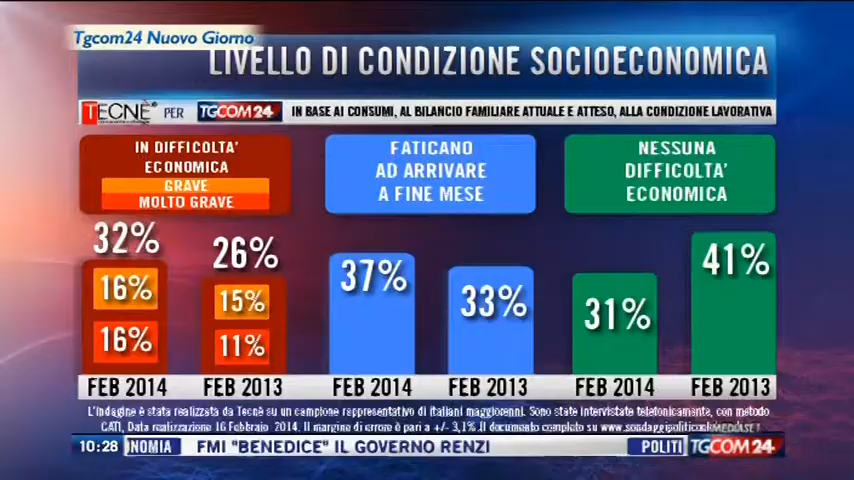 Tgcom24 Nuovo Giorno
LIVELLO DI CONDIZIONE SOCIOECONOMICA
TECNÈ PER TGCOM24 IN BASE AI CONSUMI, AL BILANCIO FAMILIARE ATTUALE E ATTESO, ALLA CONDIZIONE LAVORATIVA
IN DIFFICOLTA'
ECONOMICA
GRAVE
MOLTO GRAVE
FATICANO
AD ARRIVARE
A FINE MESE
NESSUNA
DIFFICOLTA'
ECONOMICA
32%
16%
16%
FEB 2014
26%
15%
11%
FEB 2013
37%
FEB 2014
33%
FEB 2013
31%
FEB 2014
41%
FEB 2013
L'indagine è stata realizzata da Tecnè su un campione rappresentativo di italiani maggiorenni. Sono state intervistate telefonicamente, con metodo
CATI, Data realizzazione 16 Febbraio 2014. Il margine di errore è pari a +/- 3,1%. Il documento completo su
MEDIASET
10:28 NOMIA FMI "BENEDICE" IL GOVERNO RENZI POLITI TGCOM24